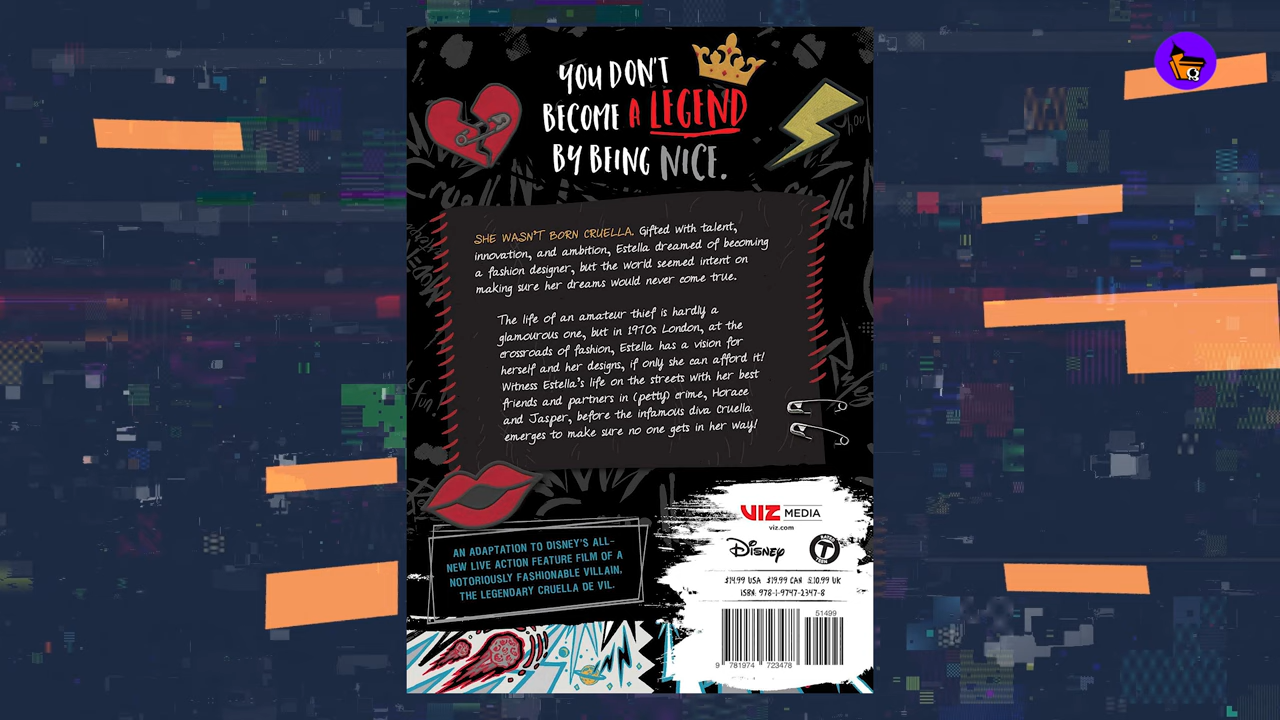 YOU DON'T
BECOME A LEGEND
BY BEING NICE.
SHE WASN'T BORN CRUELLA. Gifted with talent,
innovation, and ambition, Estella dreamed of becoming
a fashion designer, but the world seemed intent on
making sure her dreams would never come true.
The life of an amateur thief is hardly a
glamourous one, but in 1970s London, at the
crossroads of fashion, Estella has a vision for
herself and her designs, if only she can afford it!
Witness Estella's life on the streets with her best
friends and partners in (petty) crime, Horace
and Jasper, before the infamous diva Cruella
emerges to make sure no one gets in her way!
AN ADAPTATION TO DISNEY'S ALL-
NEW LIVE ACTION FEATURE FILM OF A
NOTORIOUSLY FASHIONABLE VILLAIN,
THE LEGENDARY CRUELLA DE VIL.
VIZ MEDIA
viz.com
Disney
RATED T TEEN
$14.99 USA $19.99 CAN £10.99 UK
ISBN: 978-1-9747-2347-8
51499
9 781974 723478